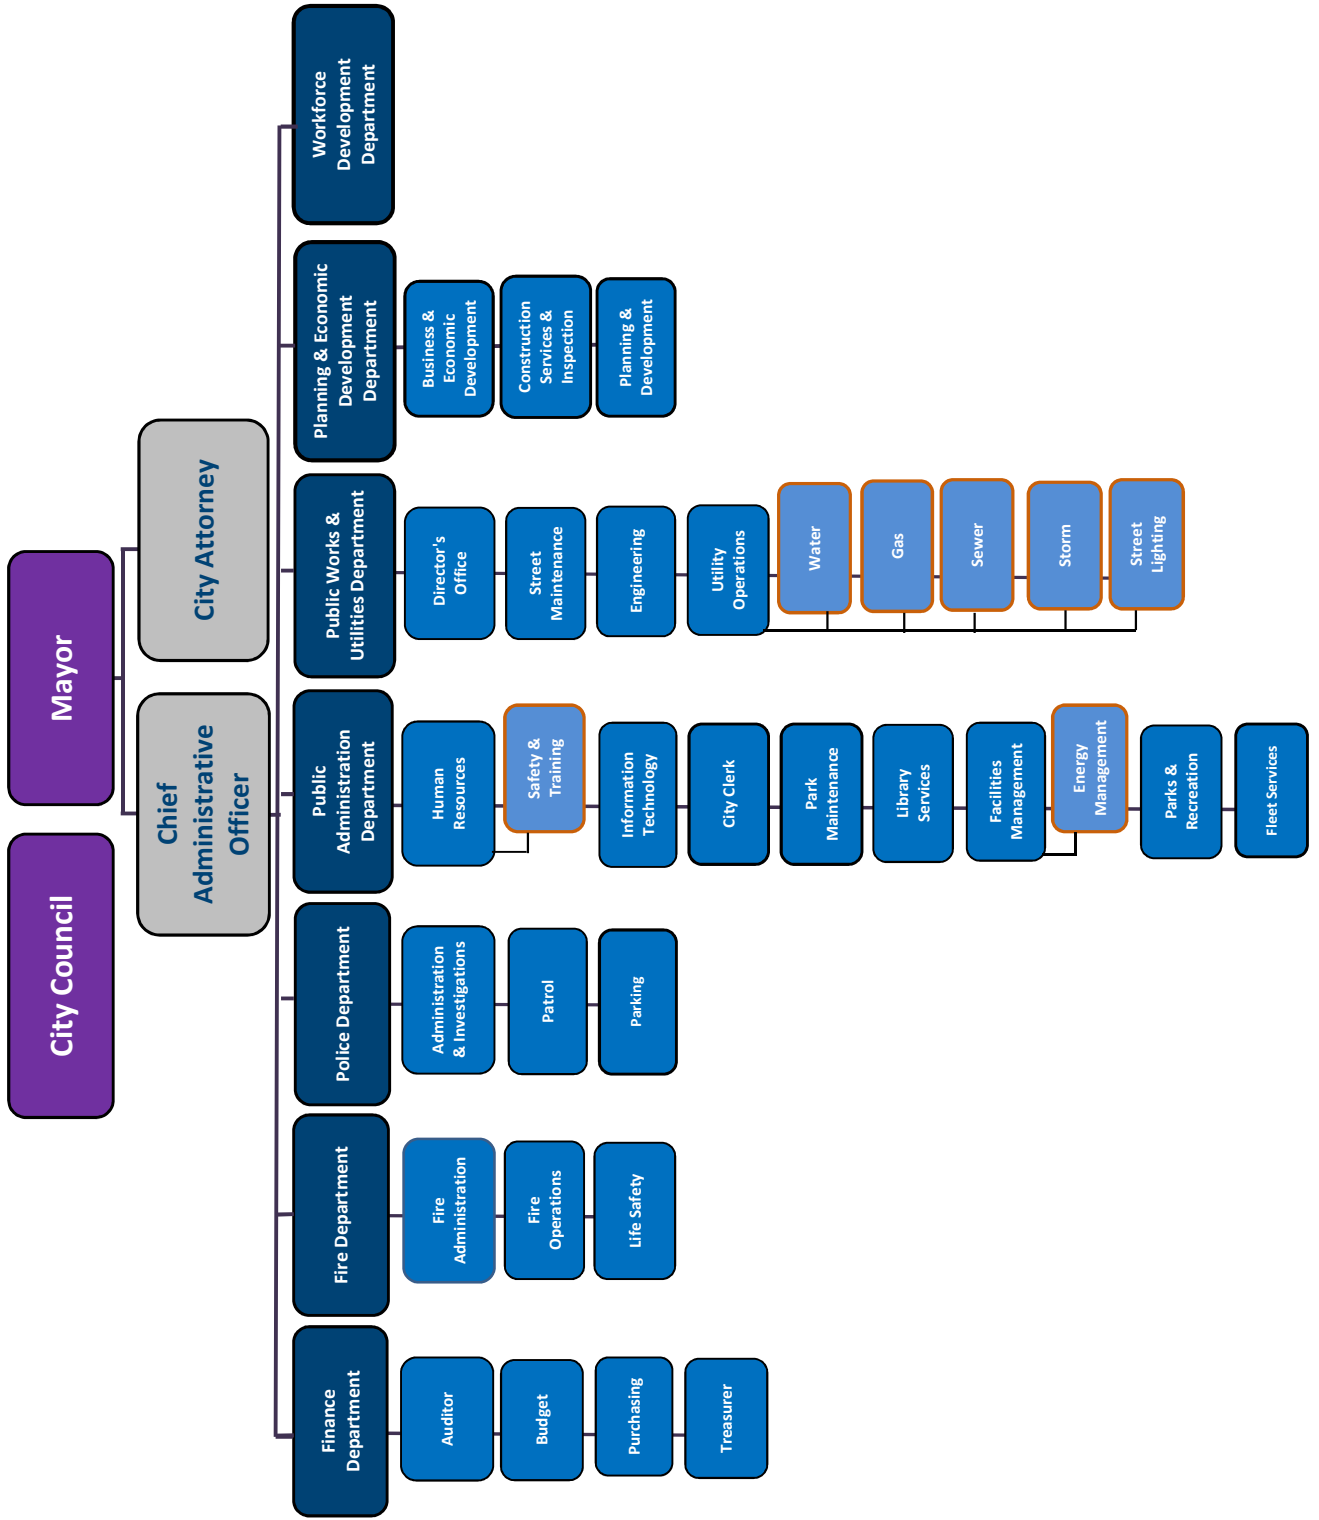 City Council
Mayor
Chief
Administrative
Officer
City Attorney
Finance
Department
Auditor
Budget
Purchasing
Treasurer
Fire Department
Fire
Administration
Fire
Operations
Life Safety
Police Department
Administration
& Investigations
Patrol
Parking
Public
Administration
Department
Human
Resources
Safety &
Training
Information
Technology
City Clerk
Park
Maintenance
Library
Services
Facilities
Management
Energy
Management
Parks &
Recreation
Fleet Services
Public Works &
Utilities Department
Director's
Office
Street
Maintenance
Engineering
Utility
Operations
Water
Gas
Sewer
Storm
Street
Lighting
Planning & Economic
Development
Department
Business &
Economic
Development
Construction
Services &
Inspection
Planning &
Development
Workforce
Development
Department